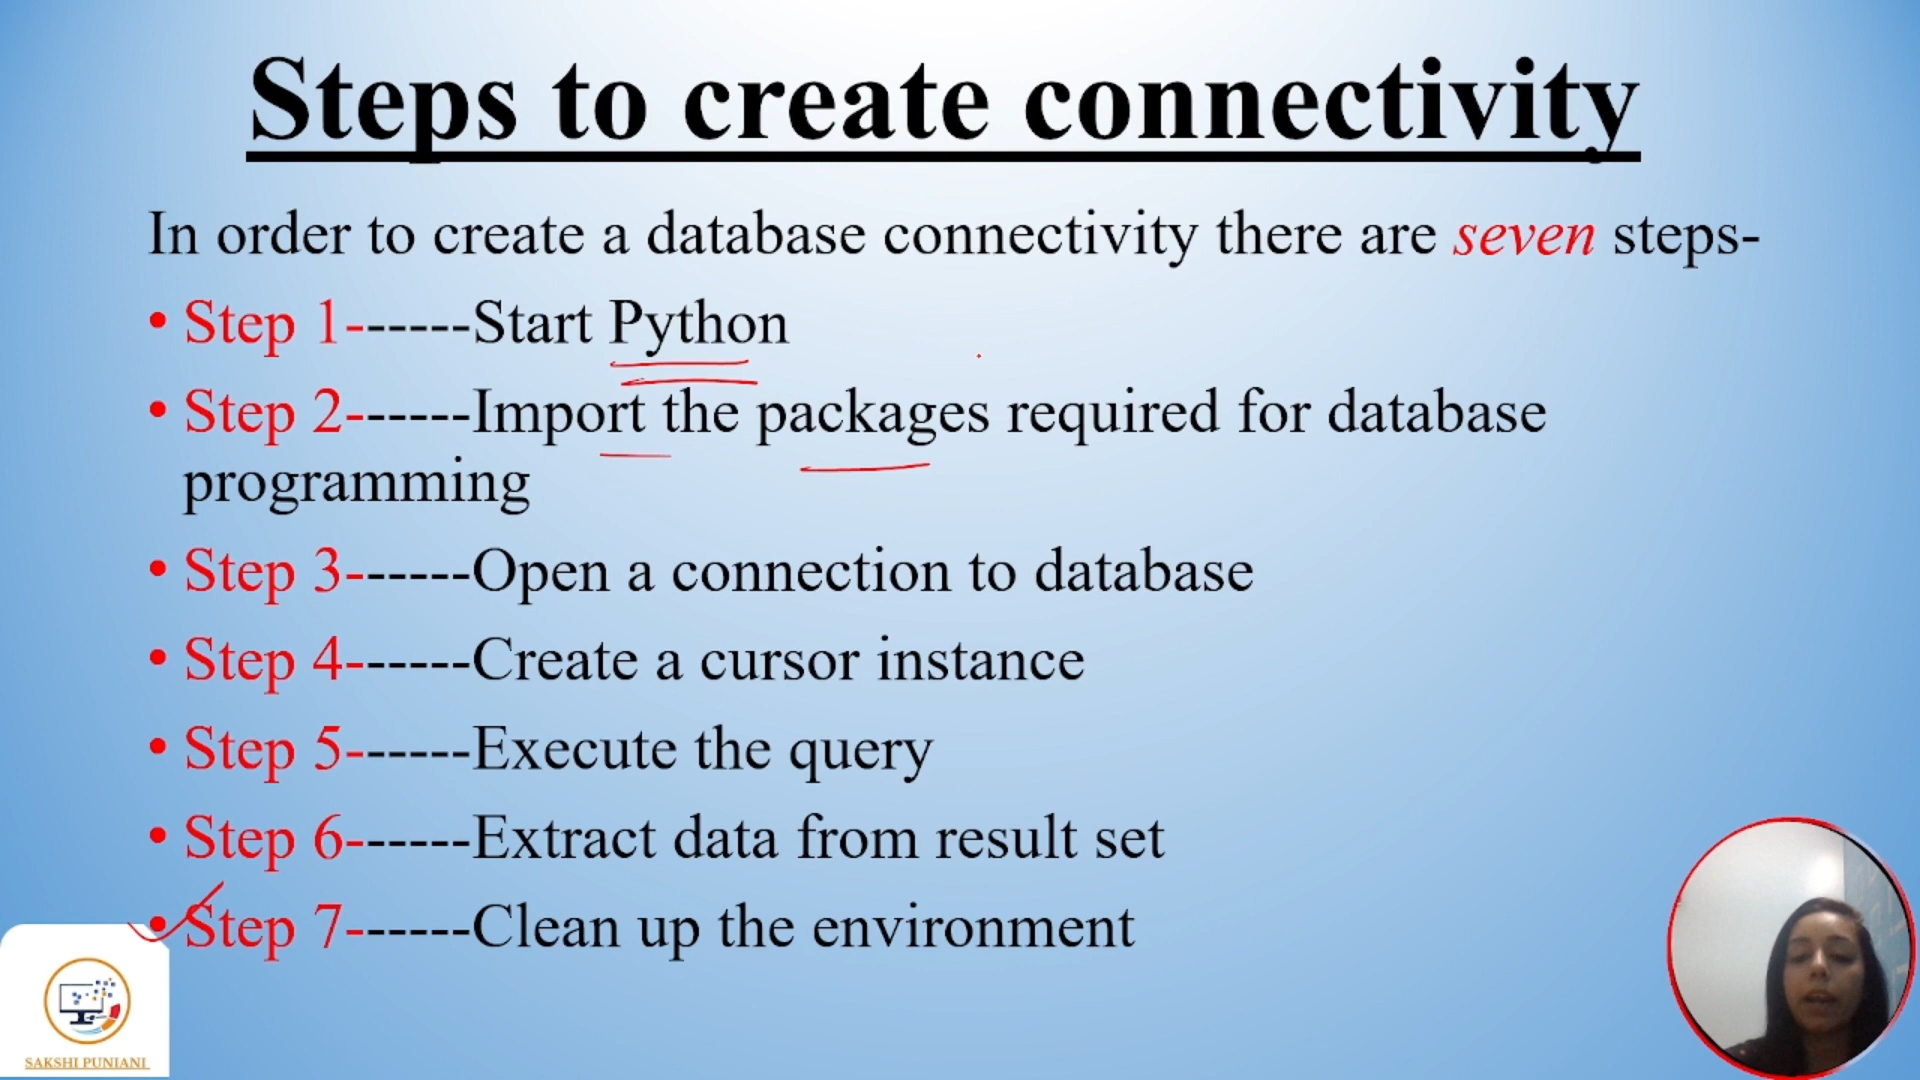 Steps to create connectivity
In order to create a database connectivity there are seven steps-
• Step 1-------Start Python
• Step 2-------Import the packages required for database
programming
• Step 3-------Open a connection to database
• Step 4-------Create a cursor instance
• Step 5-------Execute the query
• Step 6-------Extract data from result set
• Step 7-------Clean up the environment
SAKSHI PUNIANI